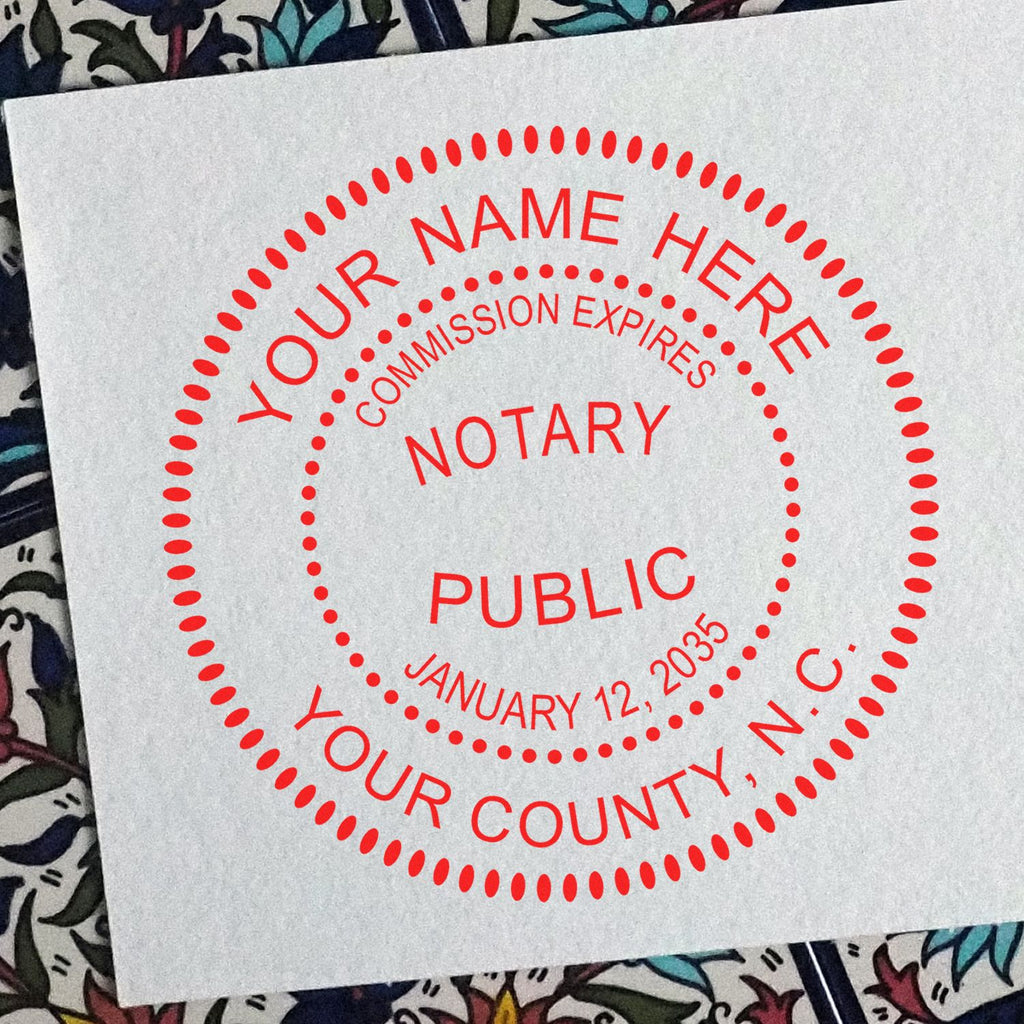 YOUR NAME HERE
COMMISSION EXPIRES
NOTARY
PUBLIC
JANUARY 12, 2035
YOUR COUNTY, N.C.